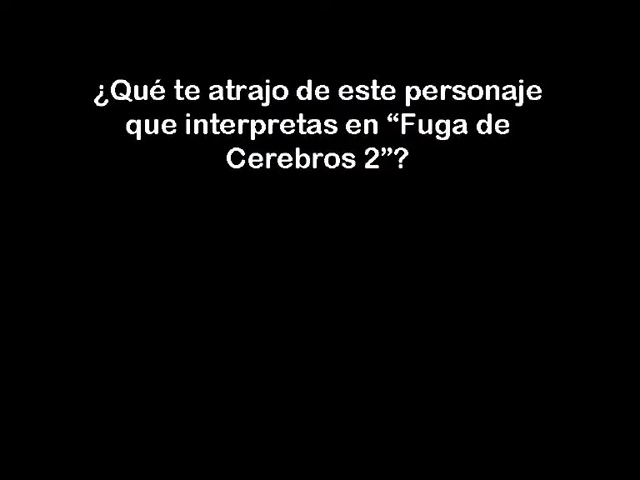 ¿Qué te atrajo de este personaje
que interpretas en “Fuga de
Cerebros 2”?